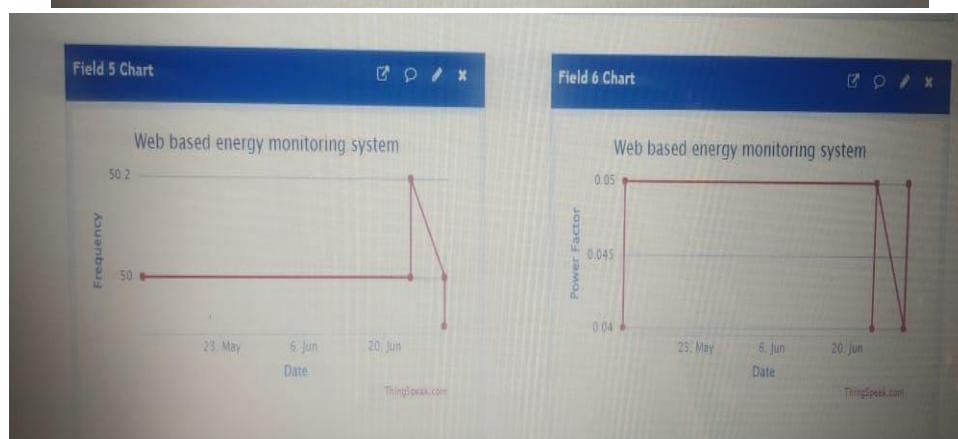 Field 5 Chart
Web based energy monitoring system
50.2
50
Frequency
23. May
6. Jun
20. Jun
Date
ThingSpeak.com
Field 6 Chart
Web based energy monitoring system
0.05
0.045
0.04
Power Factor
23. May
6. Jun
20. Jun
Date
ThingSpeak.com